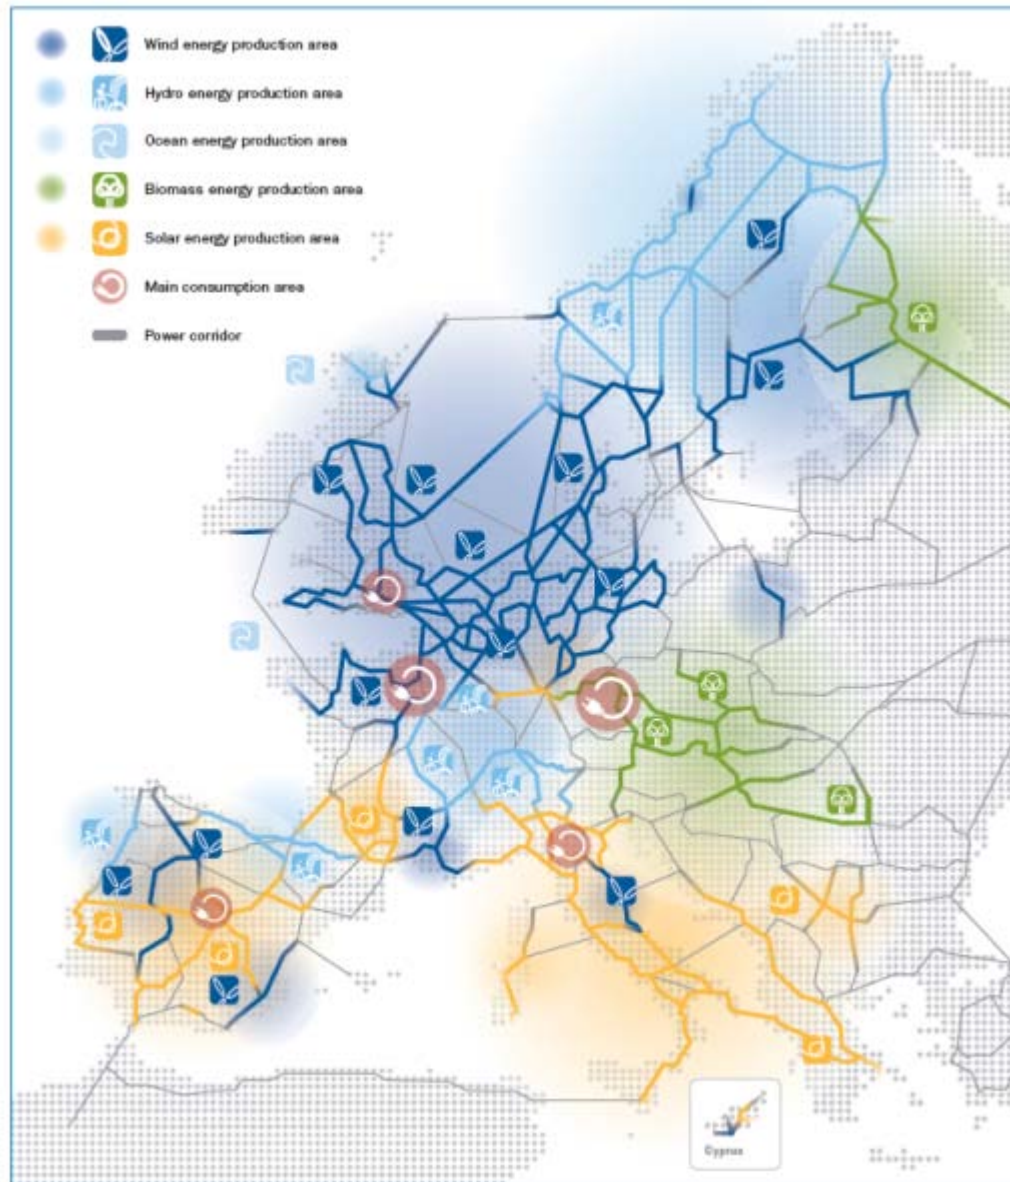 Wind energy production area
Hydro energy production area
Ocean energy production area
Biomass energy production area
Solar energy production area
Main consumption area
Power corridor
Cyprus